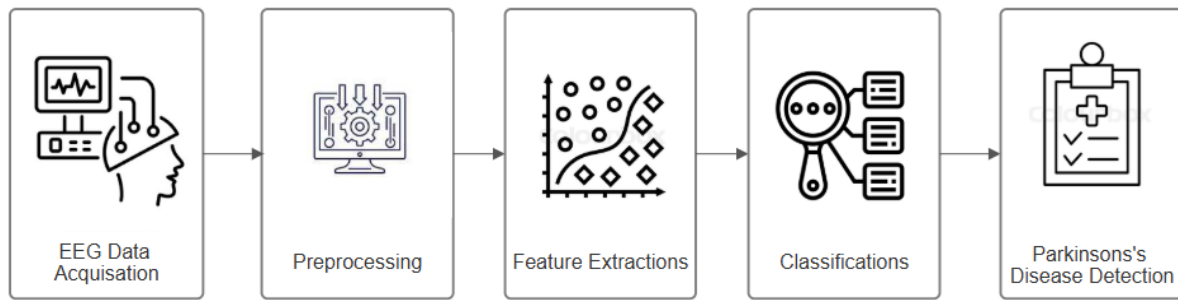 EEG Data
Acquisation
Preprocessing
Feature Extractions
Classifications
Parkinsons's
Disease Detection